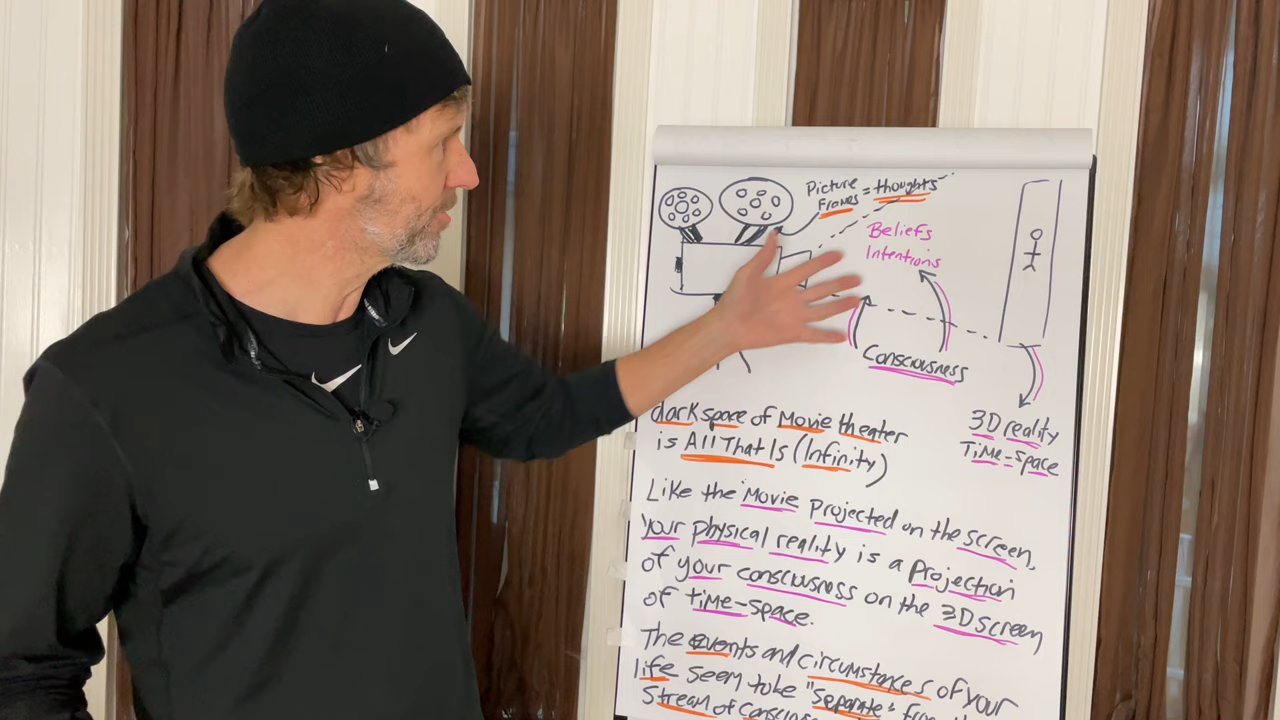 Picture
Frames = thoughts
Beliefs
Intentions
Consciousness
3D reality
Time-space
dark space of Movie theater
is All That Is (Infinity)
Like the Movie Projected on the screen,
your physical reality is a Projection
of your consciousness on the 3D screen
of time-space.
The events and circumstances of your
life seem to be "separate" from
Stream of